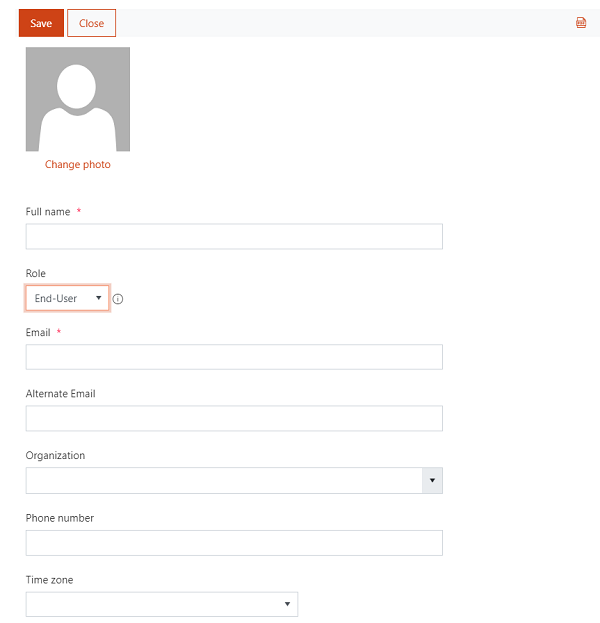 Save Close
Change photo
Full name *
Role
End-User
Email *
Alternate Email
Organization
Phone number
Time zone